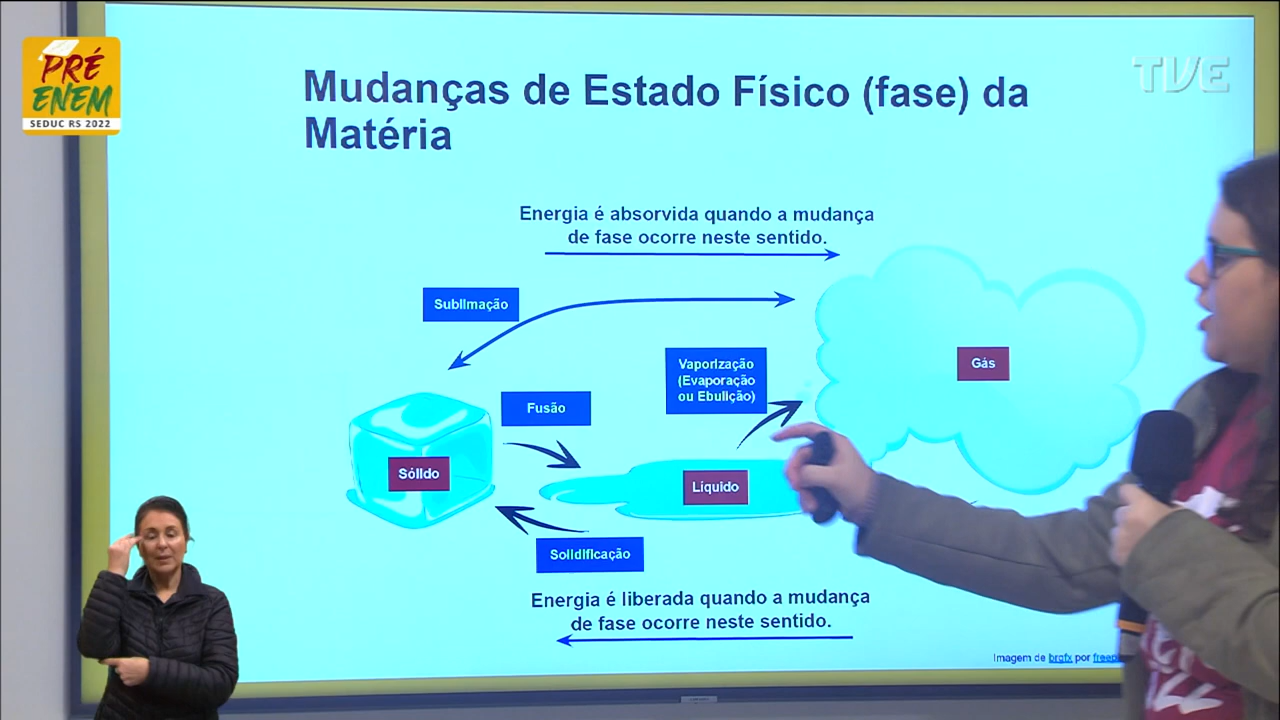 PRÉ
ENEM
SEDUC RS 2022
TVE
Mudanças de Estado Físico (fase) da
Matéria
Energia é absorvida quando a mudança
de fase ocorre neste sentido.
Sublimação
Vaporização
(Evaporação
ou Ebulição)
Gás
Fusão
Sólido
Líquido
Solidificação
Energia é liberada quando a mudança
de fase ocorre neste sentido.
Imagem de brgfx por